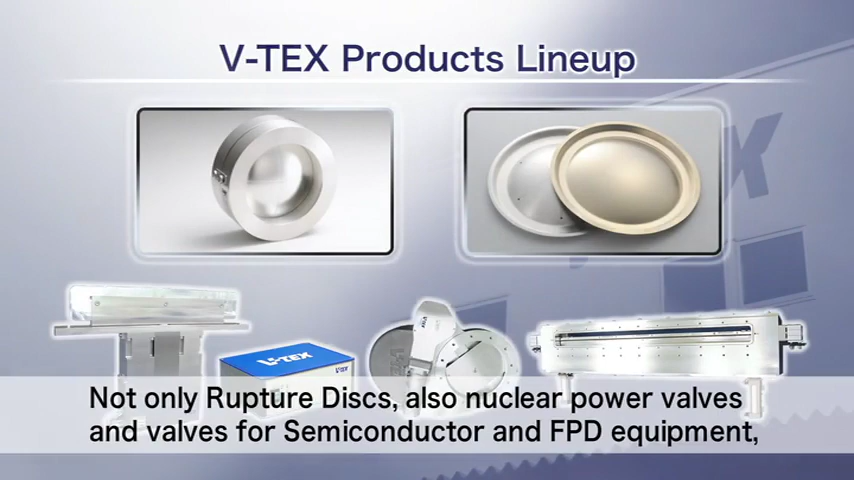 V-TEX Products Lineup
V-TEX
V-TEX
Not only Rupture Discs, also nuclear power valves
and valves for Semiconductor and FPD equipment,